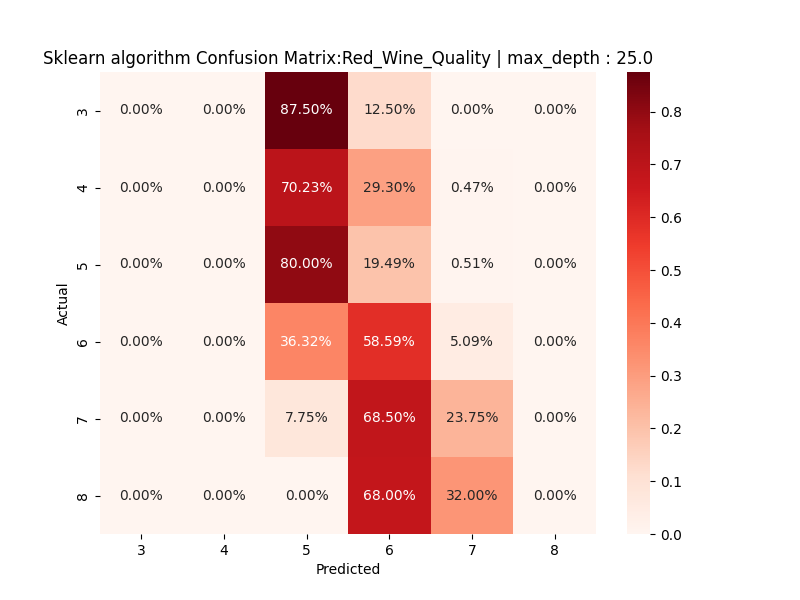 Sklearn algorithm Confusion Matrix:Red_Wine_Quality | max_depth : 25.0
3 0.00% 0.00% 87.50% 12.50% 0.00% 0.00%
4 0.00% 0.00% 70.23% 29.30% 0.47% 0.00%
5 0.00% 0.00% 80.00% 19.49% 0.51% 0.00%
Actual
6 0.00% 0.00% 36.32% 58.59% 5.09% 0.00%
7 0.00% 0.00% 7.75% 68.50% 23.75% 0.00%
8 0.00% 0.00% 0.00% 68.00% 32.00% 0.00%
3 4 5 6 7 8
Predicted
0.8
0.7
0.6
0.5
0.4
0.3
0.2
0.1
0.0